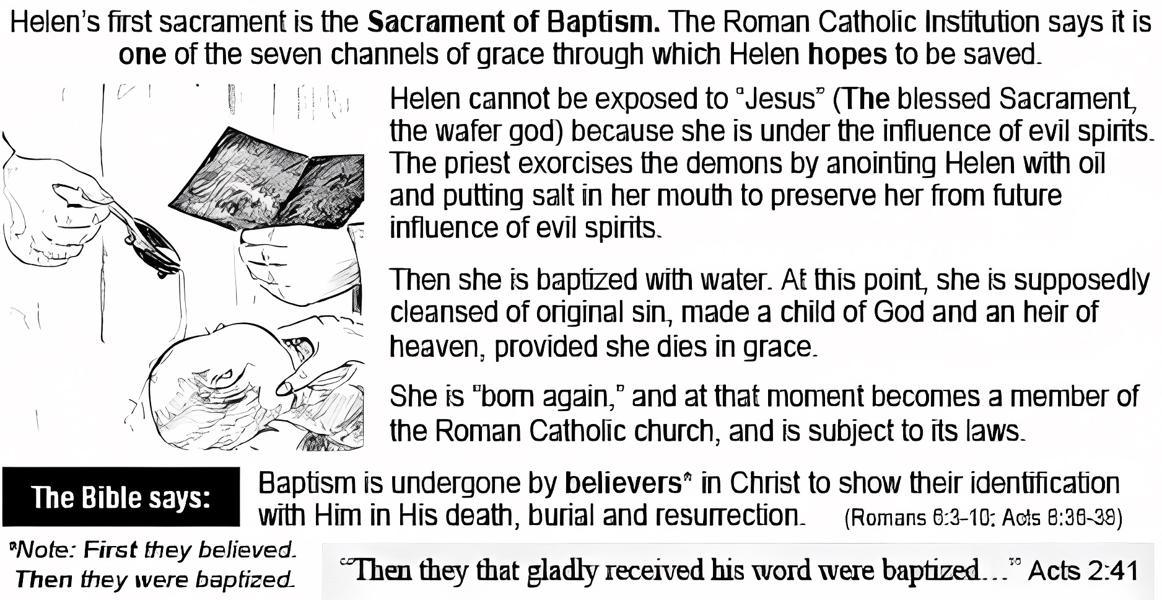 Helen's first sacrament is the Sacrament of Baptism. The Roman Catholic Institution says it is
one of the seven channels of grace through which Helen hopes to be saved.
Helen cannot be exposed to "Jesus" (The blessed Sacrament,
the wafer god) because she is under the influence of evil spirits.
The priest exorcises the demons by anointing Helen with oil
and putting salt in her mouth to preserve her from future
influence of evil spirits.
Then she is baptized with water. At this point, she is supposedly
cleansed of original sin, made a child of God and an heir of
heaven, provided she dies in grace.
She is "born again," and at that moment becomes a member of
the Roman Catholic church, and is subject to its laws.
The Bible says:
Baptism is undergone by believers* in Christ to show their identification
with Him in His death, burial and resurrection. (Romans 6:3-10; Acts 8:36-38)
*Note: First they believed.
Then they were baptized.
"Then they that gladly received his word were baptized..." Acts 2:41